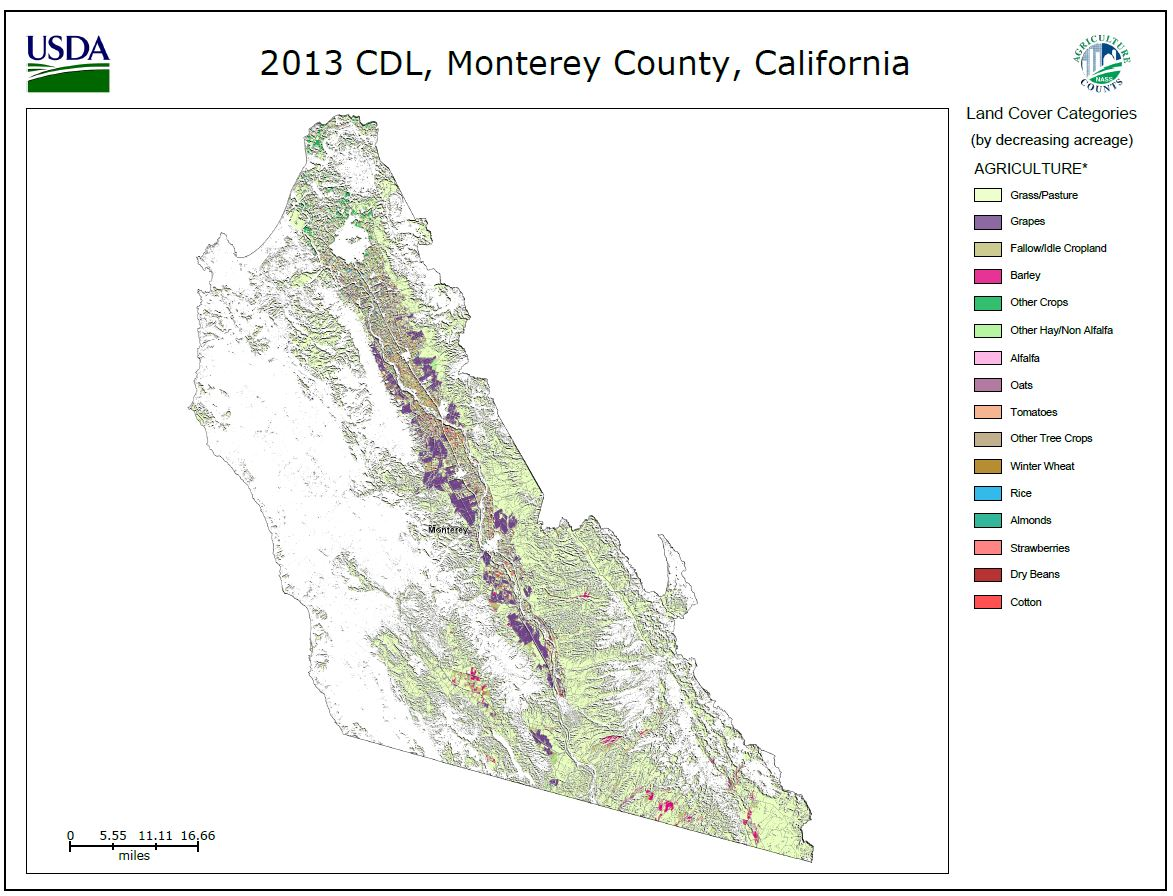 USDA
2013 CDL, Monterey County, California
AGRICULTURE
NASS
COUNTS
Land Cover Categories
(by decreasing acreage)
AGRICULTURE*
Grass/Pasture
Grapes
Fallow/Idle Cropland
Barley
Other Crops
Other Hay/Non Alfalfa
Alfalfa
Oats
Tomatoes
Other Tree Crops
Winter Wheat
Rice
Almonds
Strawberries
Dry Beans
Cotton
Monterey
0 5.55 11.11 16.66
miles